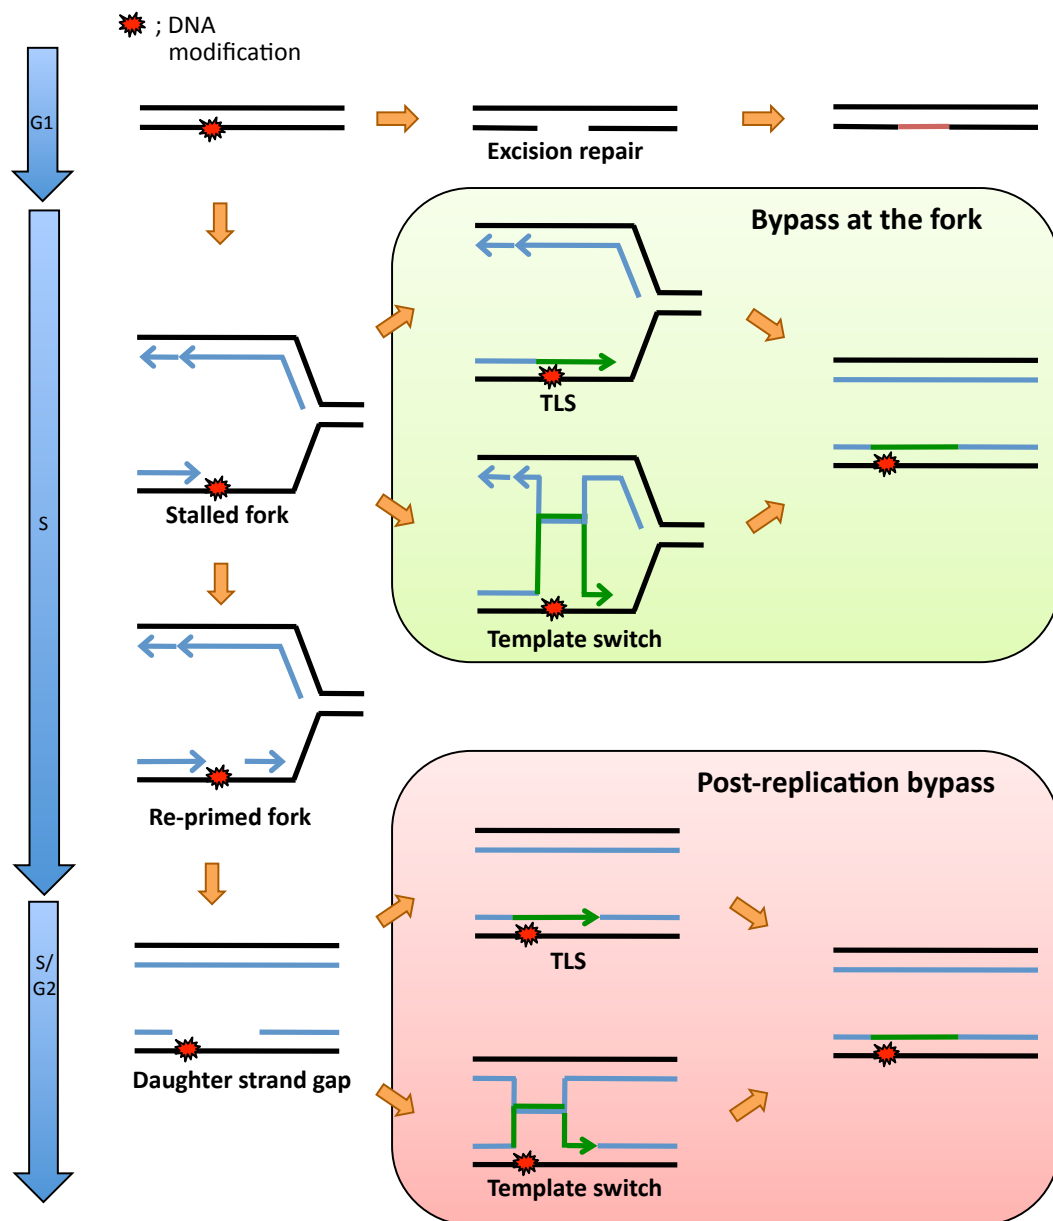 ; DNA
modification
G1
Excision repair
Bypass at the fork
TLS
S
Stalled fork
Template switch
Re-primed fork
Post-replication bypass
TLS
S/
G2
Daughter strand gap
Template switch